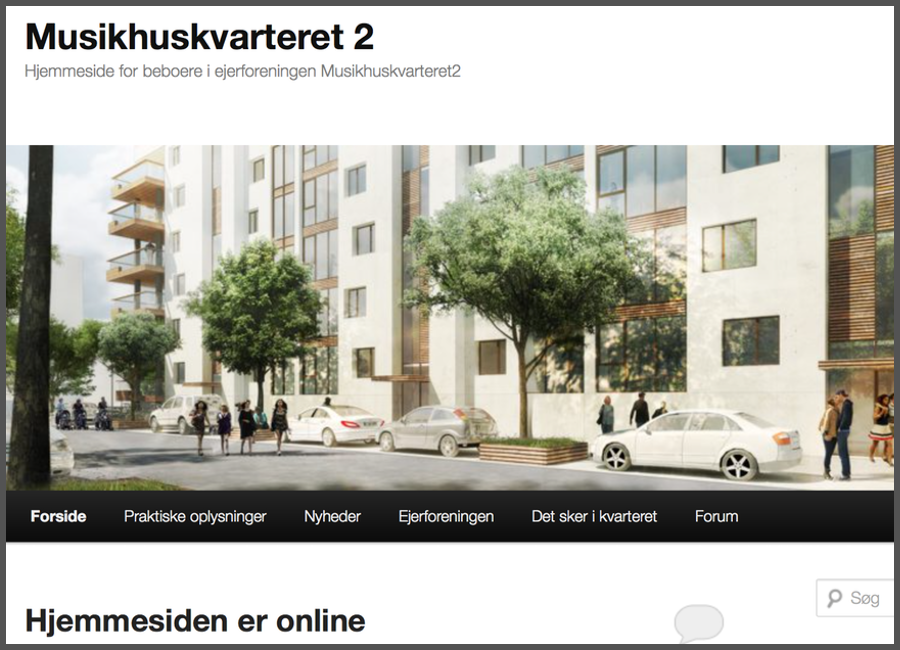 Musikhuskvarteret 2
Hjemmeside for beboere i ejerforeningen Musikhuskvarteret2
Forside Praktiske oplysninger Nyheder Ejerforeningen Det sker i kvarteret Forum
Søg
Hjemmesiden er online